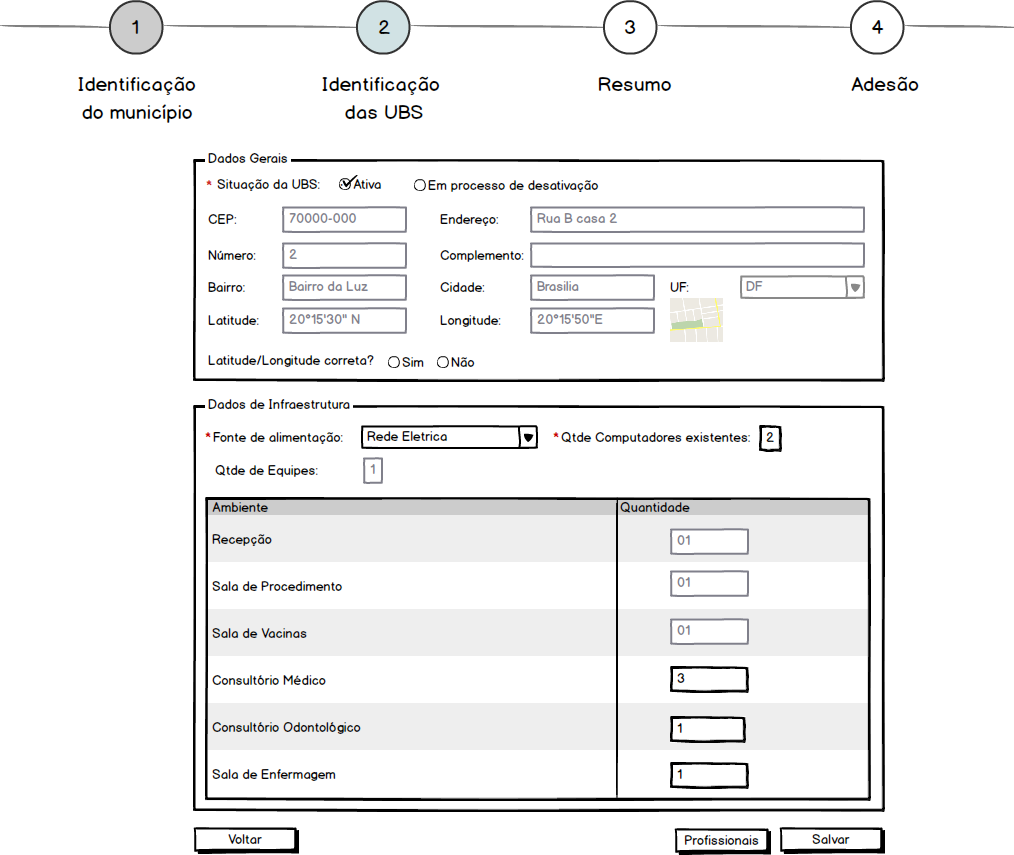 1 2 3 4
Identificação do município
Identificação das UBS
Resumo
Adesão
Dados Gerais
* Situação da UBS: Ativa Em processo de desativação
CEP: 70000-000 Endereço: Rua B casa 2
Número: 2 Complemento:
Bairro: Bairro da Luz Cidade: Brasilia UF: DF
Latitude: 20°15'30" N Longitude: 20°15'50"E
Latitude/Longitude correta? Sim Não
Dados de Infraestrutura
* Fonte de alimentação: Rede Eletrica * Qtde Computadores existentes: 2
Qtde de Equipes: 1
Ambiente Quantidade
Recepção 01
Sala de Procedimento 01
Sala de Vacinas 01
Consultório Médico 3
Consultório Odontológico 1
Sala de Enfermagem 1
Voltar Profissionais Salvar